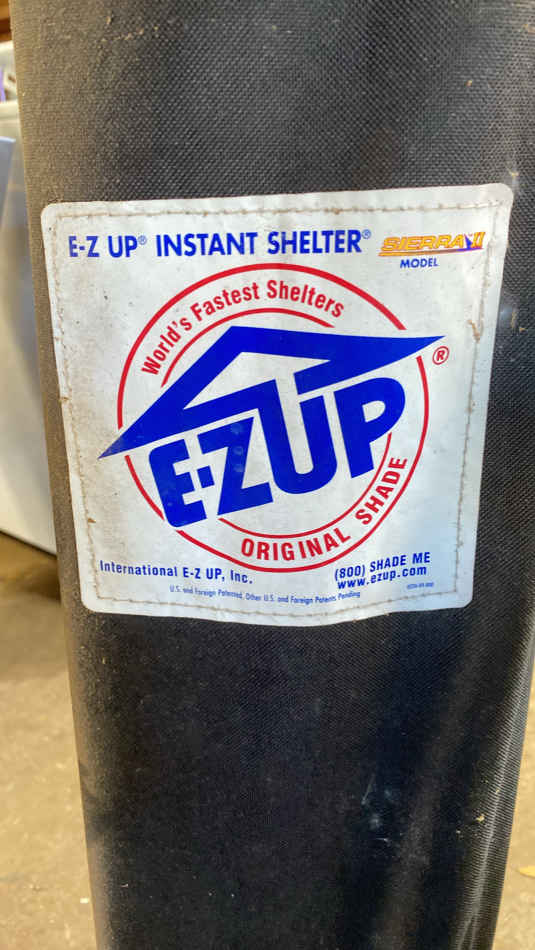 E-Z UP® INSTANT SHELTER®
SIERRA II
MODEL
World's Fastest Shelters
E-Z UP
®
ORIGINAL SHADE
International E-Z UP, Inc.
(800) SHADE ME
www.ezup.com
U.S. and Foreign Patented, Other U.S. and Foreign Patents Pending